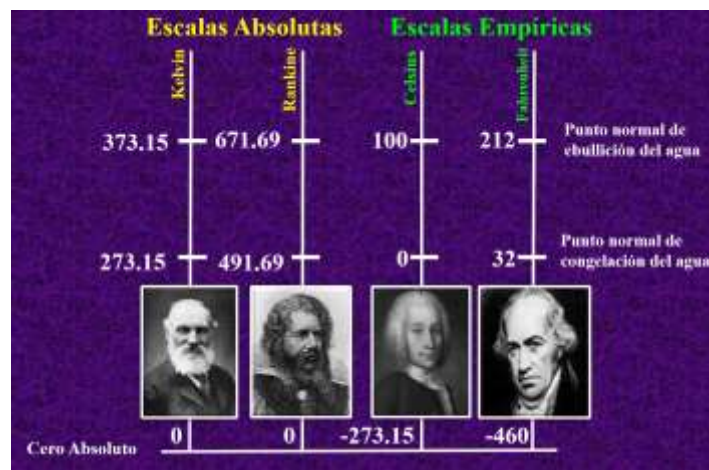 Escalas Absolutas Escalas Empíricas
Kelvin Rankine Celsius Fahrenheit
373.15 671.69 100 212 Punto normal de
ebullición del agua
273.15 491.69 0 32 Punto normal de
congelación del agua
Cero Absoluto 0 0 -273.15 -460